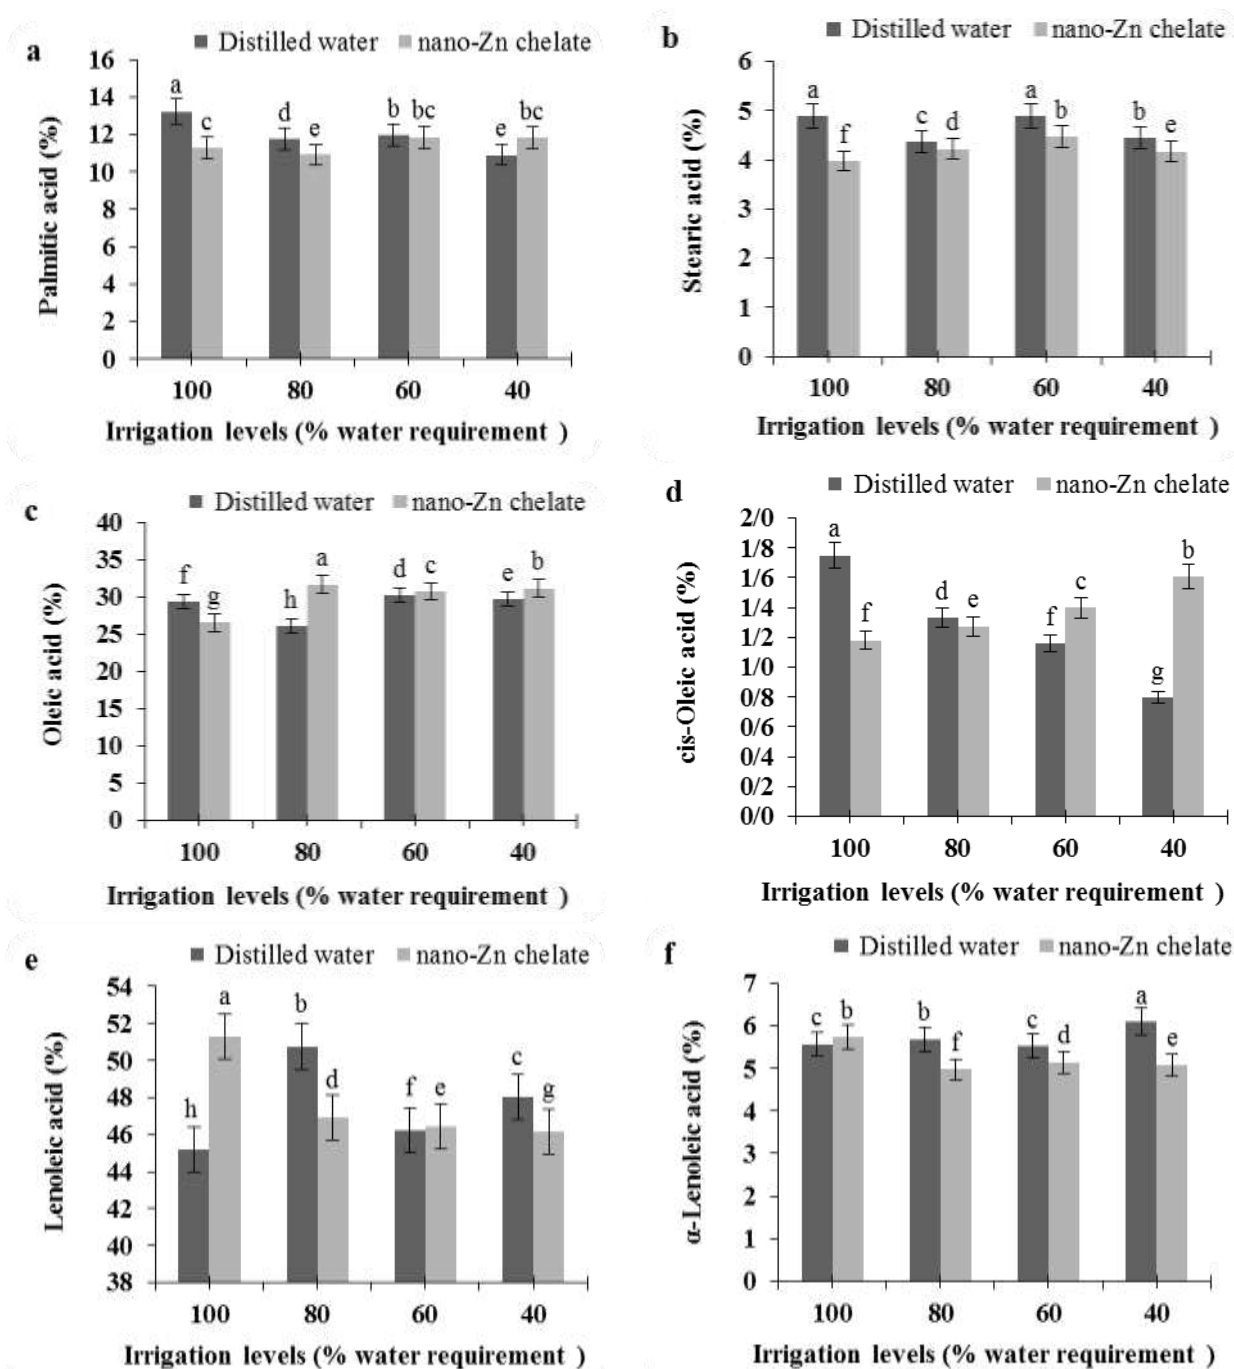 a
Distilled water nano-Zn chelate
16
14
12
10
8
6
4
2
0
Palmitic acid (%)
a c d e b bc e bc
100 80 60 40
Irrigation levels (% water requirement )
b
Distilled water nano-Zn chelate
6
5
4
3
2
1
0
Stearic acid (%)
a f c d a b b e
100 80 60 40
Irrigation levels (% water requirement )
c
Distilled water nano-Zn chelate
40
35
30
25
20
15
10
5
0
Oleic acid (%)
f g h a d c e b
100 80 60 40
Irrigation levels (% water requirement )
d
Distilled water nano-Zn chelate
2/0
1/8
1/6
1/4
1/2
1/0
0/8
0/6
0/4
0/2
0/0
cis-Oleic acid (%)
a f d e f c g b
100 80 60 40
Irrigation levels (% water requirement )
e
Distilled water nano-Zn chelate
54
52
50
48
46
44
42
40
38
Lenoleic acid (%)
h a b d f e c g
100 80 60 40
Irrigation levels (% water requirement )
f
Distilled water nano-Zn chelate
7
6
5
4
3
2
1
0
α-Lenoleic acid (%)
c b b f c d a e
100 80 60 40
Irrigation levels (% water requirement )